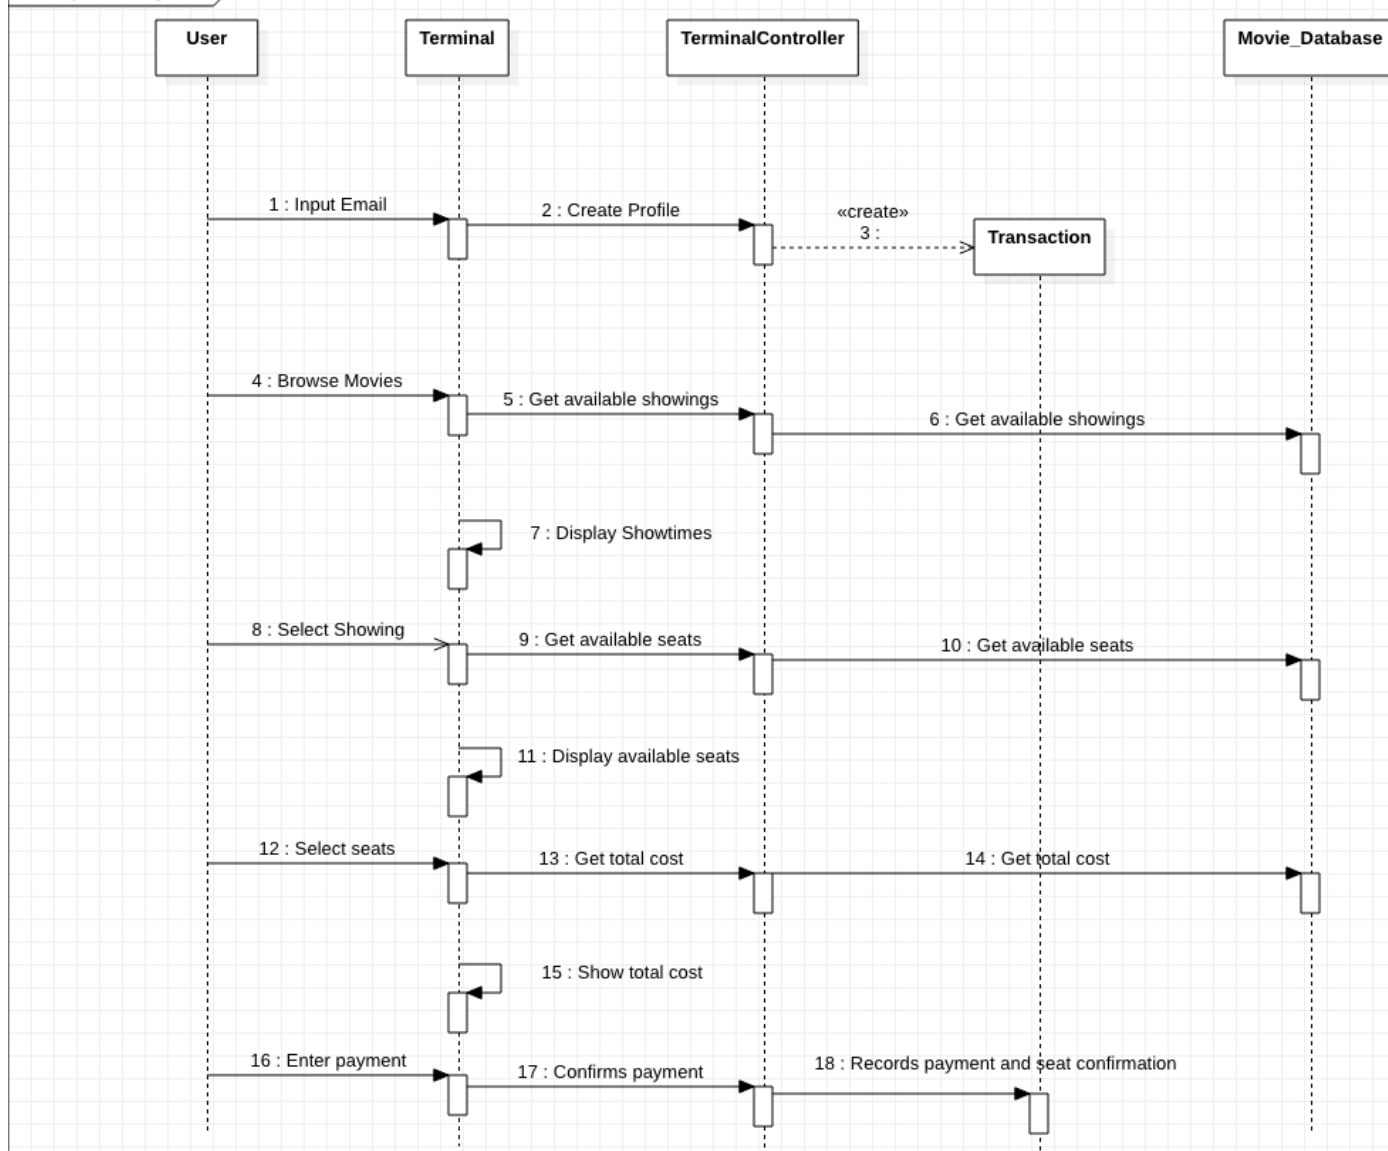 User
Terminal
TerminalController
Movie_Database
1 : Input Email
2 : Create Profile
«create»
3 :
Transaction
4 : Browse Movies
5 : Get available showings
6 : Get available showings
7 : Display Showtimes
8 : Select Showing
9 : Get available seats
10 : Get available seats
11 : Display available seats
12 : Select seats
13 : Get total cost
14 : Get total cost
15 : Show total cost
16 : Enter payment
17 : Confirms payment
18 : Records payment and seat confirmation